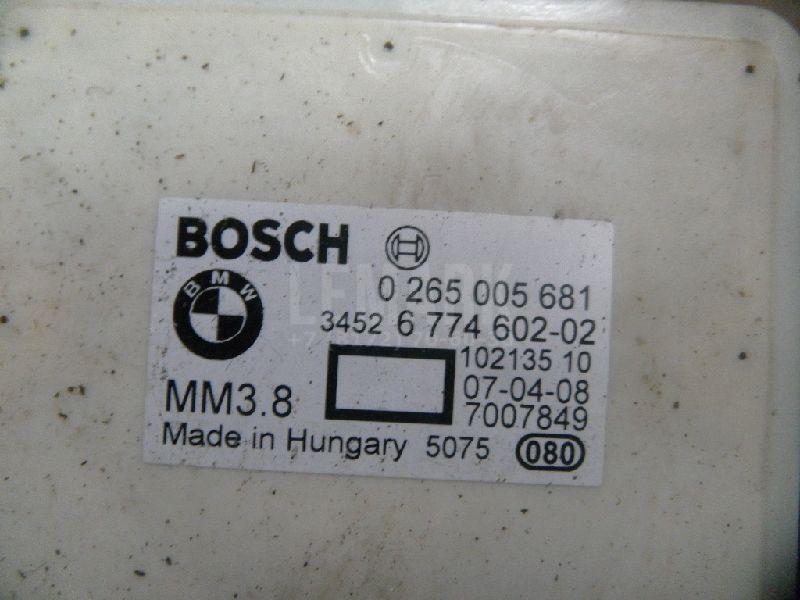 BOSCH
BMW
0 265 005 681
3452 6 774 602-02
102135 10
07-04-08
MM3.8
7007849
Made in Hungary 5075 080